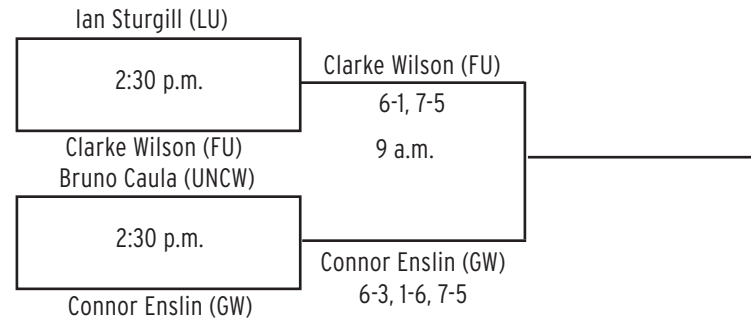 Ian Sturgill (LU)
2:30 p.m.
Clarke Wilson (FU)
Bruno Caula (UNCW)
2:30 p.m.
Connor Enslin (GW)
Clarke Wilson (FU)
6-1, 7-5
9 a.m.
Connor Enslin (GW)
6-3, 1-6, 7-5